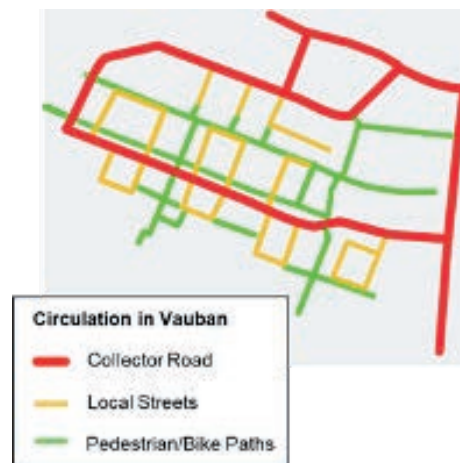 Circulation in Vauban
Collector Road
Local Streets
Pedestrian/Bike Paths